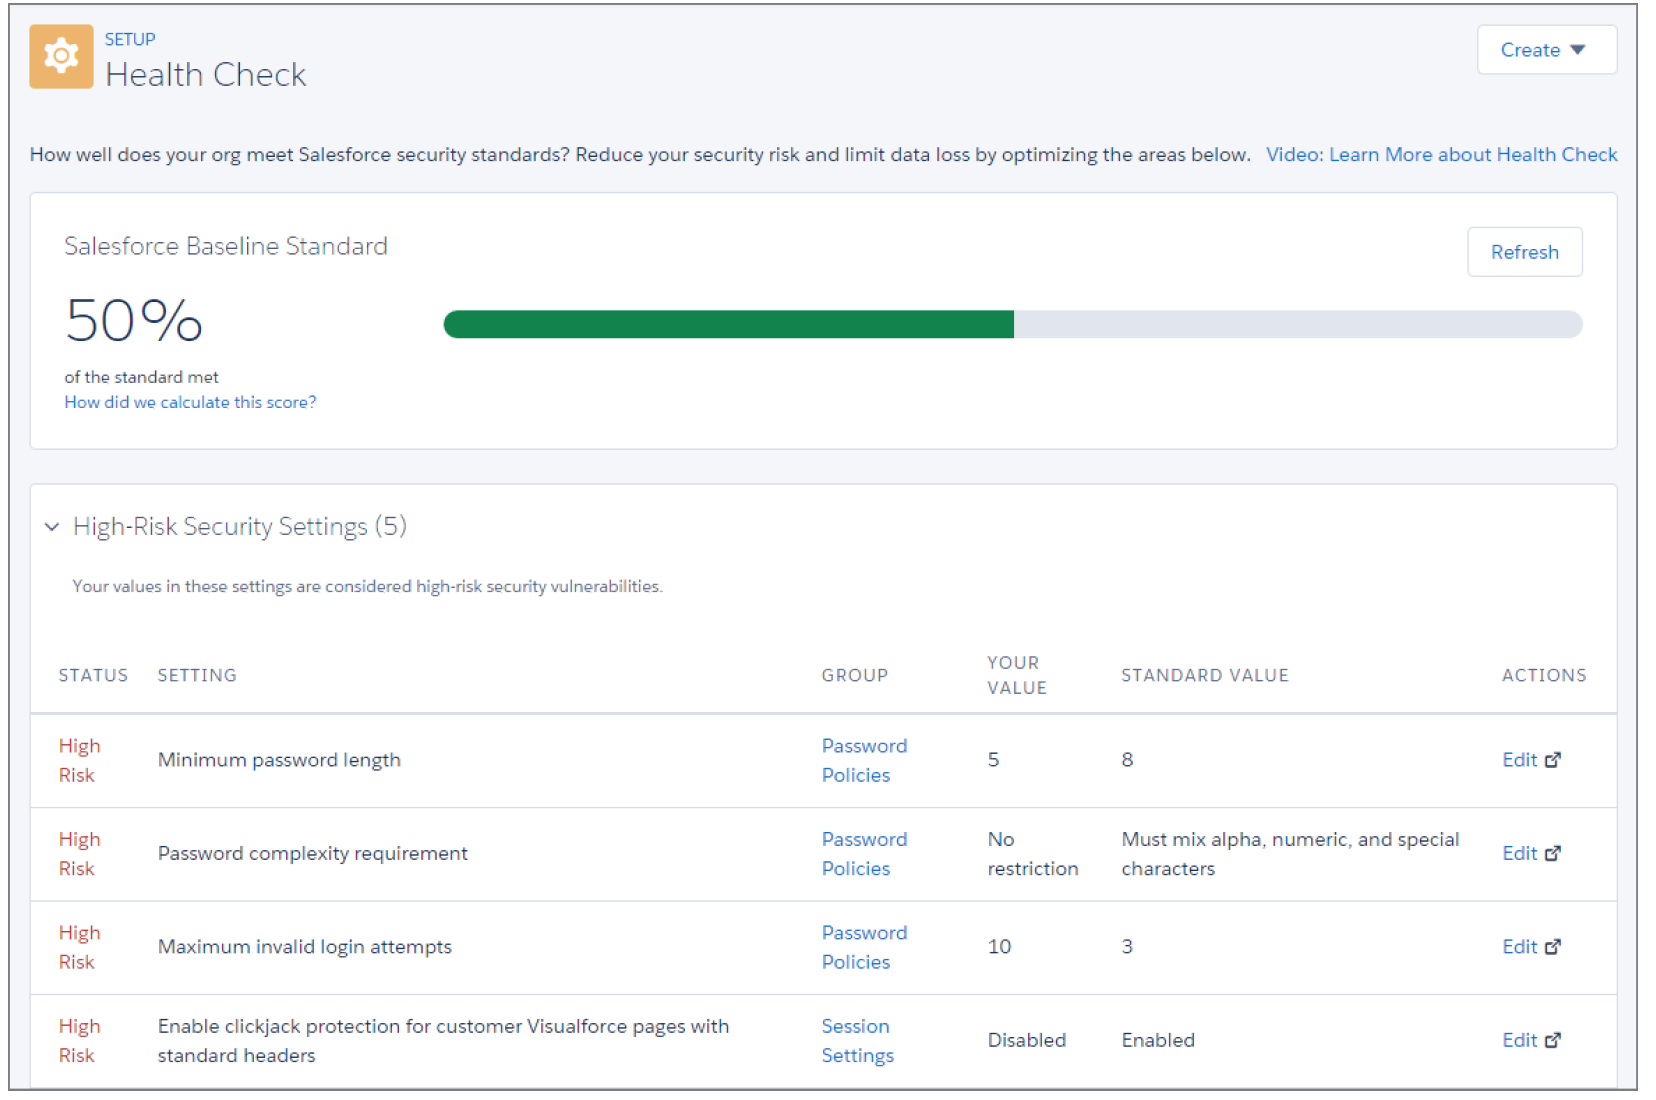 SETUP
Health Check
Create
How well does your org meet Salesforce security standards? Reduce your security risk and limit data loss by optimizing the areas below. Video: Learn More about Health Check
Salesforce Baseline Standard
Refresh
50%
of the standard met
How did we calculate this score?
High-Risk Security Settings (5)
Your values in these settings are considered high-risk security vulnerabilities.
STATUS SETTING GROUP YOUR VALUE STANDARD VALUE ACTIONS
High Risk Minimum password length Password Policies 5 8 Edit
High Risk Password complexity requirement Password Policies No restriction Must mix alpha, numeric, and special characters Edit
High Risk Maximum invalid login attempts Password Policies 10 3 Edit
High Risk Enable clickjack protection for customer Visualforce pages with standard headers Session Settings Disabled Enabled Edit